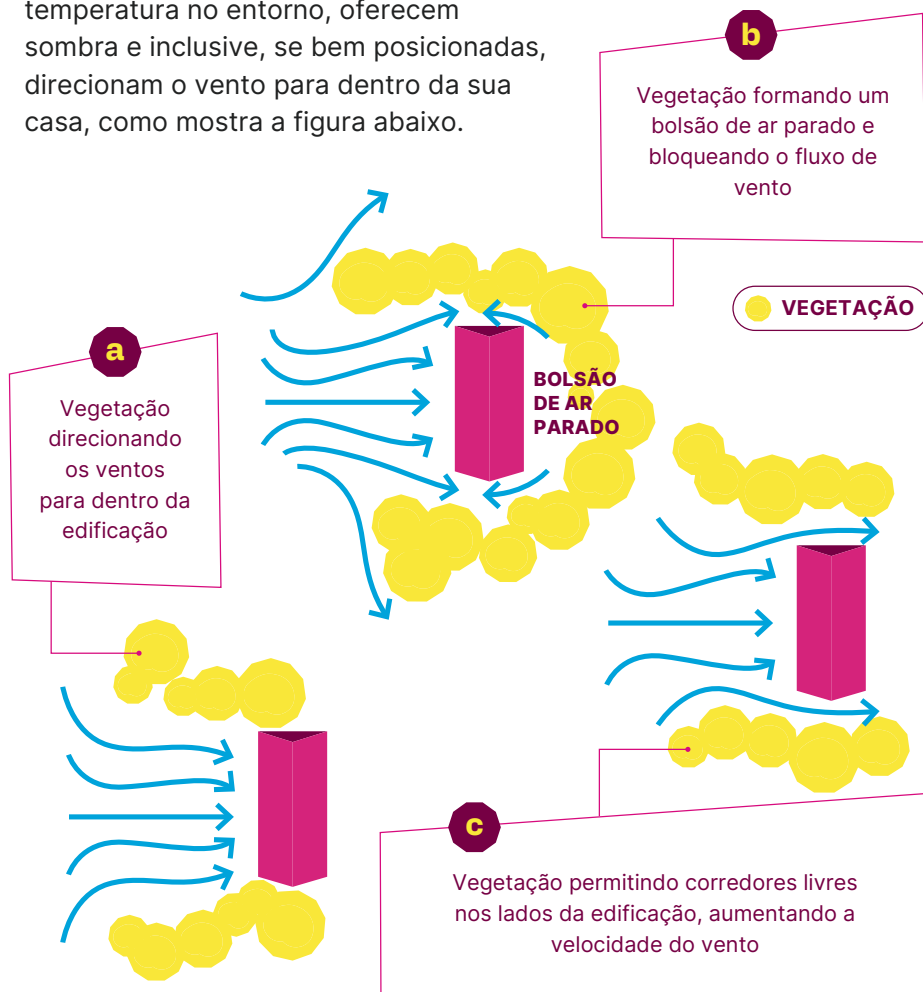 temperatura no entorno, oferecem
sombra e inclusive, se bem posicionadas,
direcionam o vento para dentro da sua
casa, como mostra a figura abaixo.
b
Vegetação formando um
bolsão de ar parado e
bloqueando o fluxo de
vento
VEGETAÇÃO
a
Vegetação
direcionando
os ventos
para dentro da
edificação
BOLSÃO
DE AR
PARADO
c
Vegetação permitindo corredores livres
nos lados da edificação, aumentando a
velocidade do vento